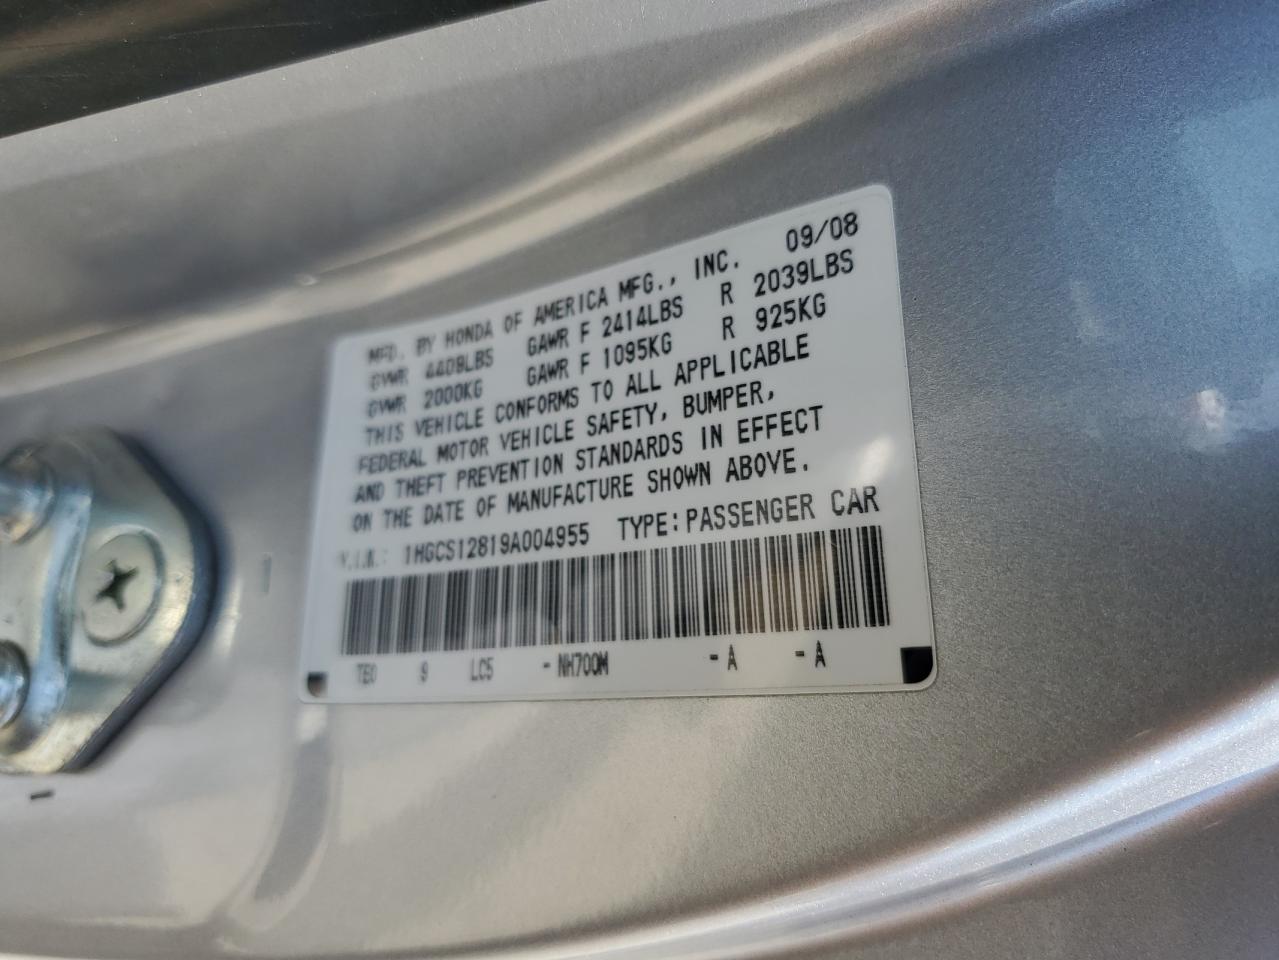 MFD. BY HONDA OF AMERICA MFG., INC. 09/08
GVWR 4409LBS GAWR F 2414LBS R 2039LBS
GVWR 2000KG GAWR F 1095KG R 925KG
THIS VEHICLE CONFORMS TO ALL APPLICABLE
FEDERAL MOTOR VEHICLE SAFETY, BUMPER,
AND THEFT PREVENTION STANDARDS IN EFFECT
ON THE DATE OF MANUFACTURE SHOWN ABOVE.
V.I.N.: 1HGCS12819A004955 TYPE:PASSENGER CAR
TE0 9 LC5 -NH700M -A -A